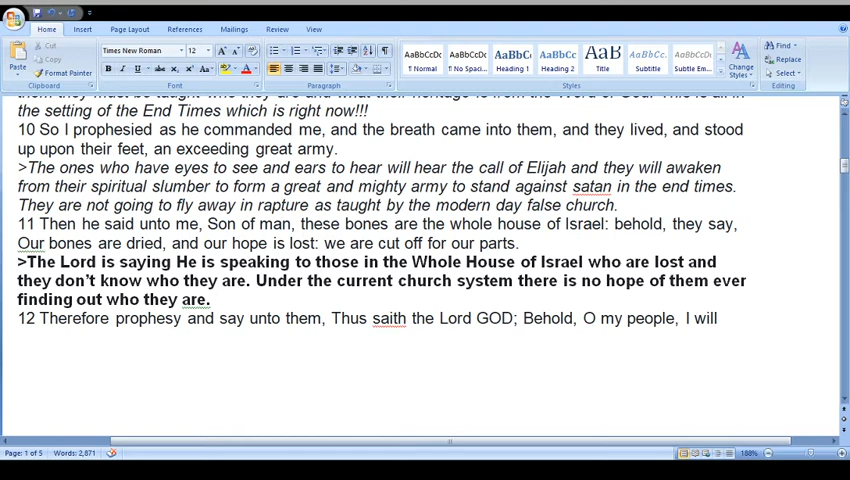 Home Insert Page Layout References Mailings Review View
Cut
Copy
Paste
Format Painter
Clipboard
Times New Roman 12
Font
Paragraph
AaBbCcDc AaBbCcDc AaBbC AaBbCc AaB AaBbCcI AaBbCcDc
¶ Normal ¶ No Spaci... Heading 1 Heading 2 Title Subtitle Subtle Em...
Change
Styles
Styles
Find
Replace
Select
Editing
the setting of the End Times which is right now!!!
10 So I prophesied as he commanded me, and the breath came into them, and they lived, and stood
up upon their feet, an exceeding great army.
>The ones who have eyes to see and ears to hear will hear the call of Elijah and they will awaken
from their spiritual slumber to form a great and mighty army to stand against satan in the end times.
They are not going to fly away in rapture as taught by the modern day false church.
11 Then he said unto me, Son of man, these bones are the whole house of Israel: behold, they say,
Our bones are dried, and our hope is lost: we are cut off for our parts.
>The Lord is saying He is speaking to those in the Whole House of Israel who are lost and
they don't know who they are. Under the current church system there is no hope of them ever
finding out who they are.
12 Therefore prophesy and say unto them, Thus saith the Lord GOD; Behold, O my people, I will
Page: 1 of 5 Words: 2,871 188%